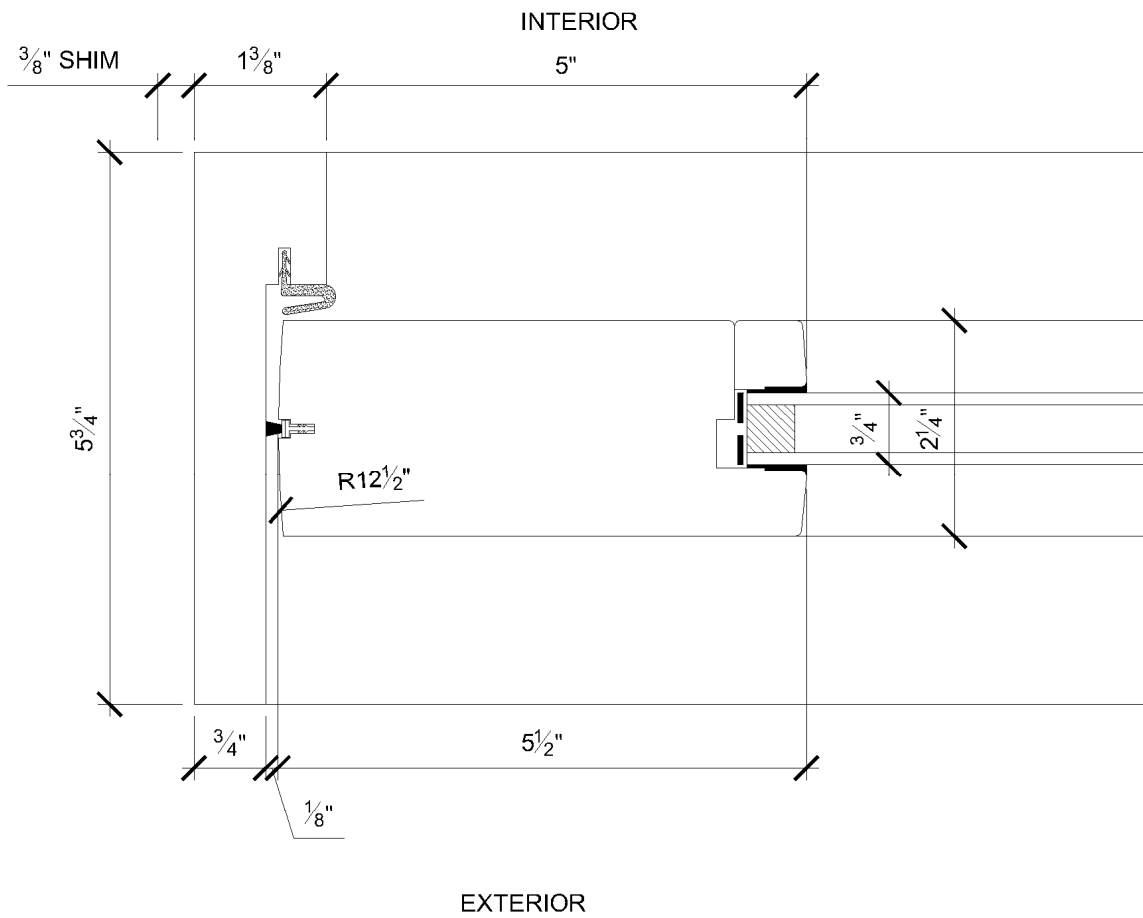 INTERIOR
3/8" SHIM
1 3/8"
5"
5 3/4"
3/4"
2 1/4"
R12 1/2"
3/4"
5 1/2"
1/8"
EXTERIOR